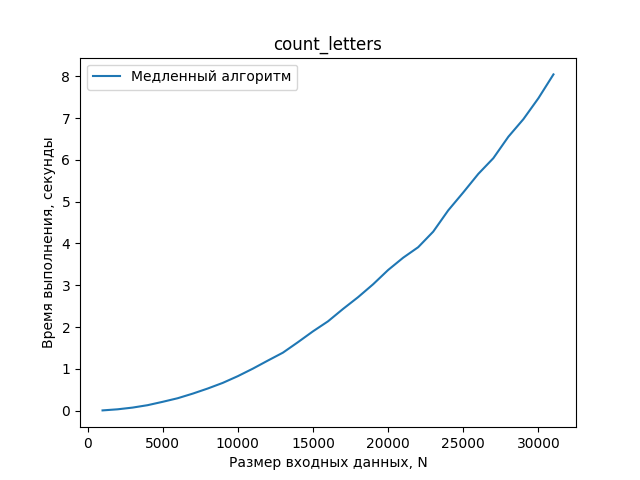 count_letters
Медленный алгоритм
Время выполнения, секунды
8
7
6
5
4
3
2
1
0
0 5000 10000 15000 20000 25000 30000
Размер входных данных, N